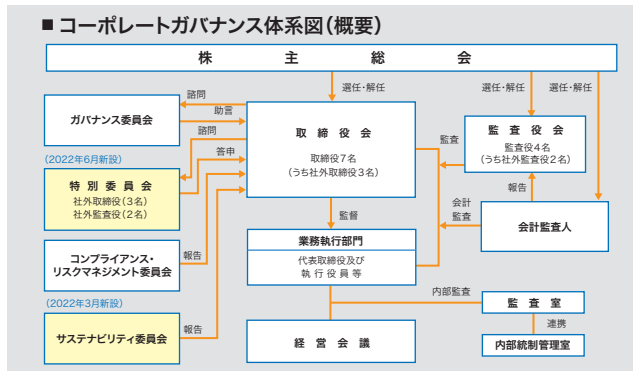 ■ コーポレートガバナンス体系図（概要）
株主総会
選任・解任
選任・解任
選任・解任
諮問
ガバナンス委員会
助言
諮問
取締役会
取締役7名
（うち社外取締役3名）
監査
監査役会
監査役4名
（うち社外監査役2名）
（2022年6月新設）
答申
特別委員会
社外取締役（3名）
社外監査役（2名）
報告
会計
監査
会計監査人
監督
コンプライアンス・
リスクマネジメント委員会
報告
業務執行部門
代表取締役及び
執行役員等
内部監査
監査室
（2022年3月新設）
サステナビリティ委員会
報告
経営会議
連携
内部統制管理室